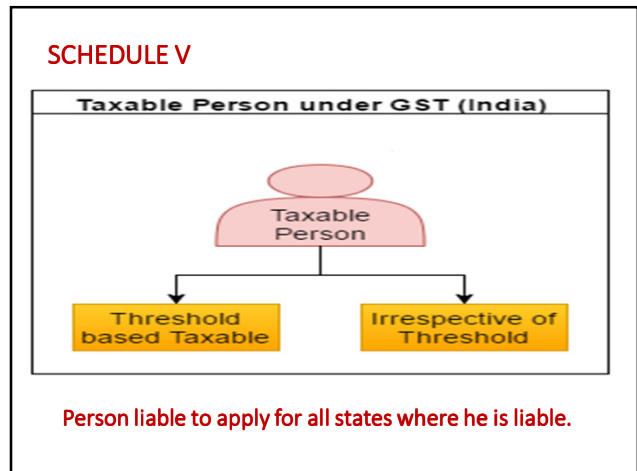 SCHEDULE V
Taxable Person under GST (India)
Taxable
Person
Threshold
based Taxable
Irrespective of
Threshold
Person liable to apply for all states where he is liable.